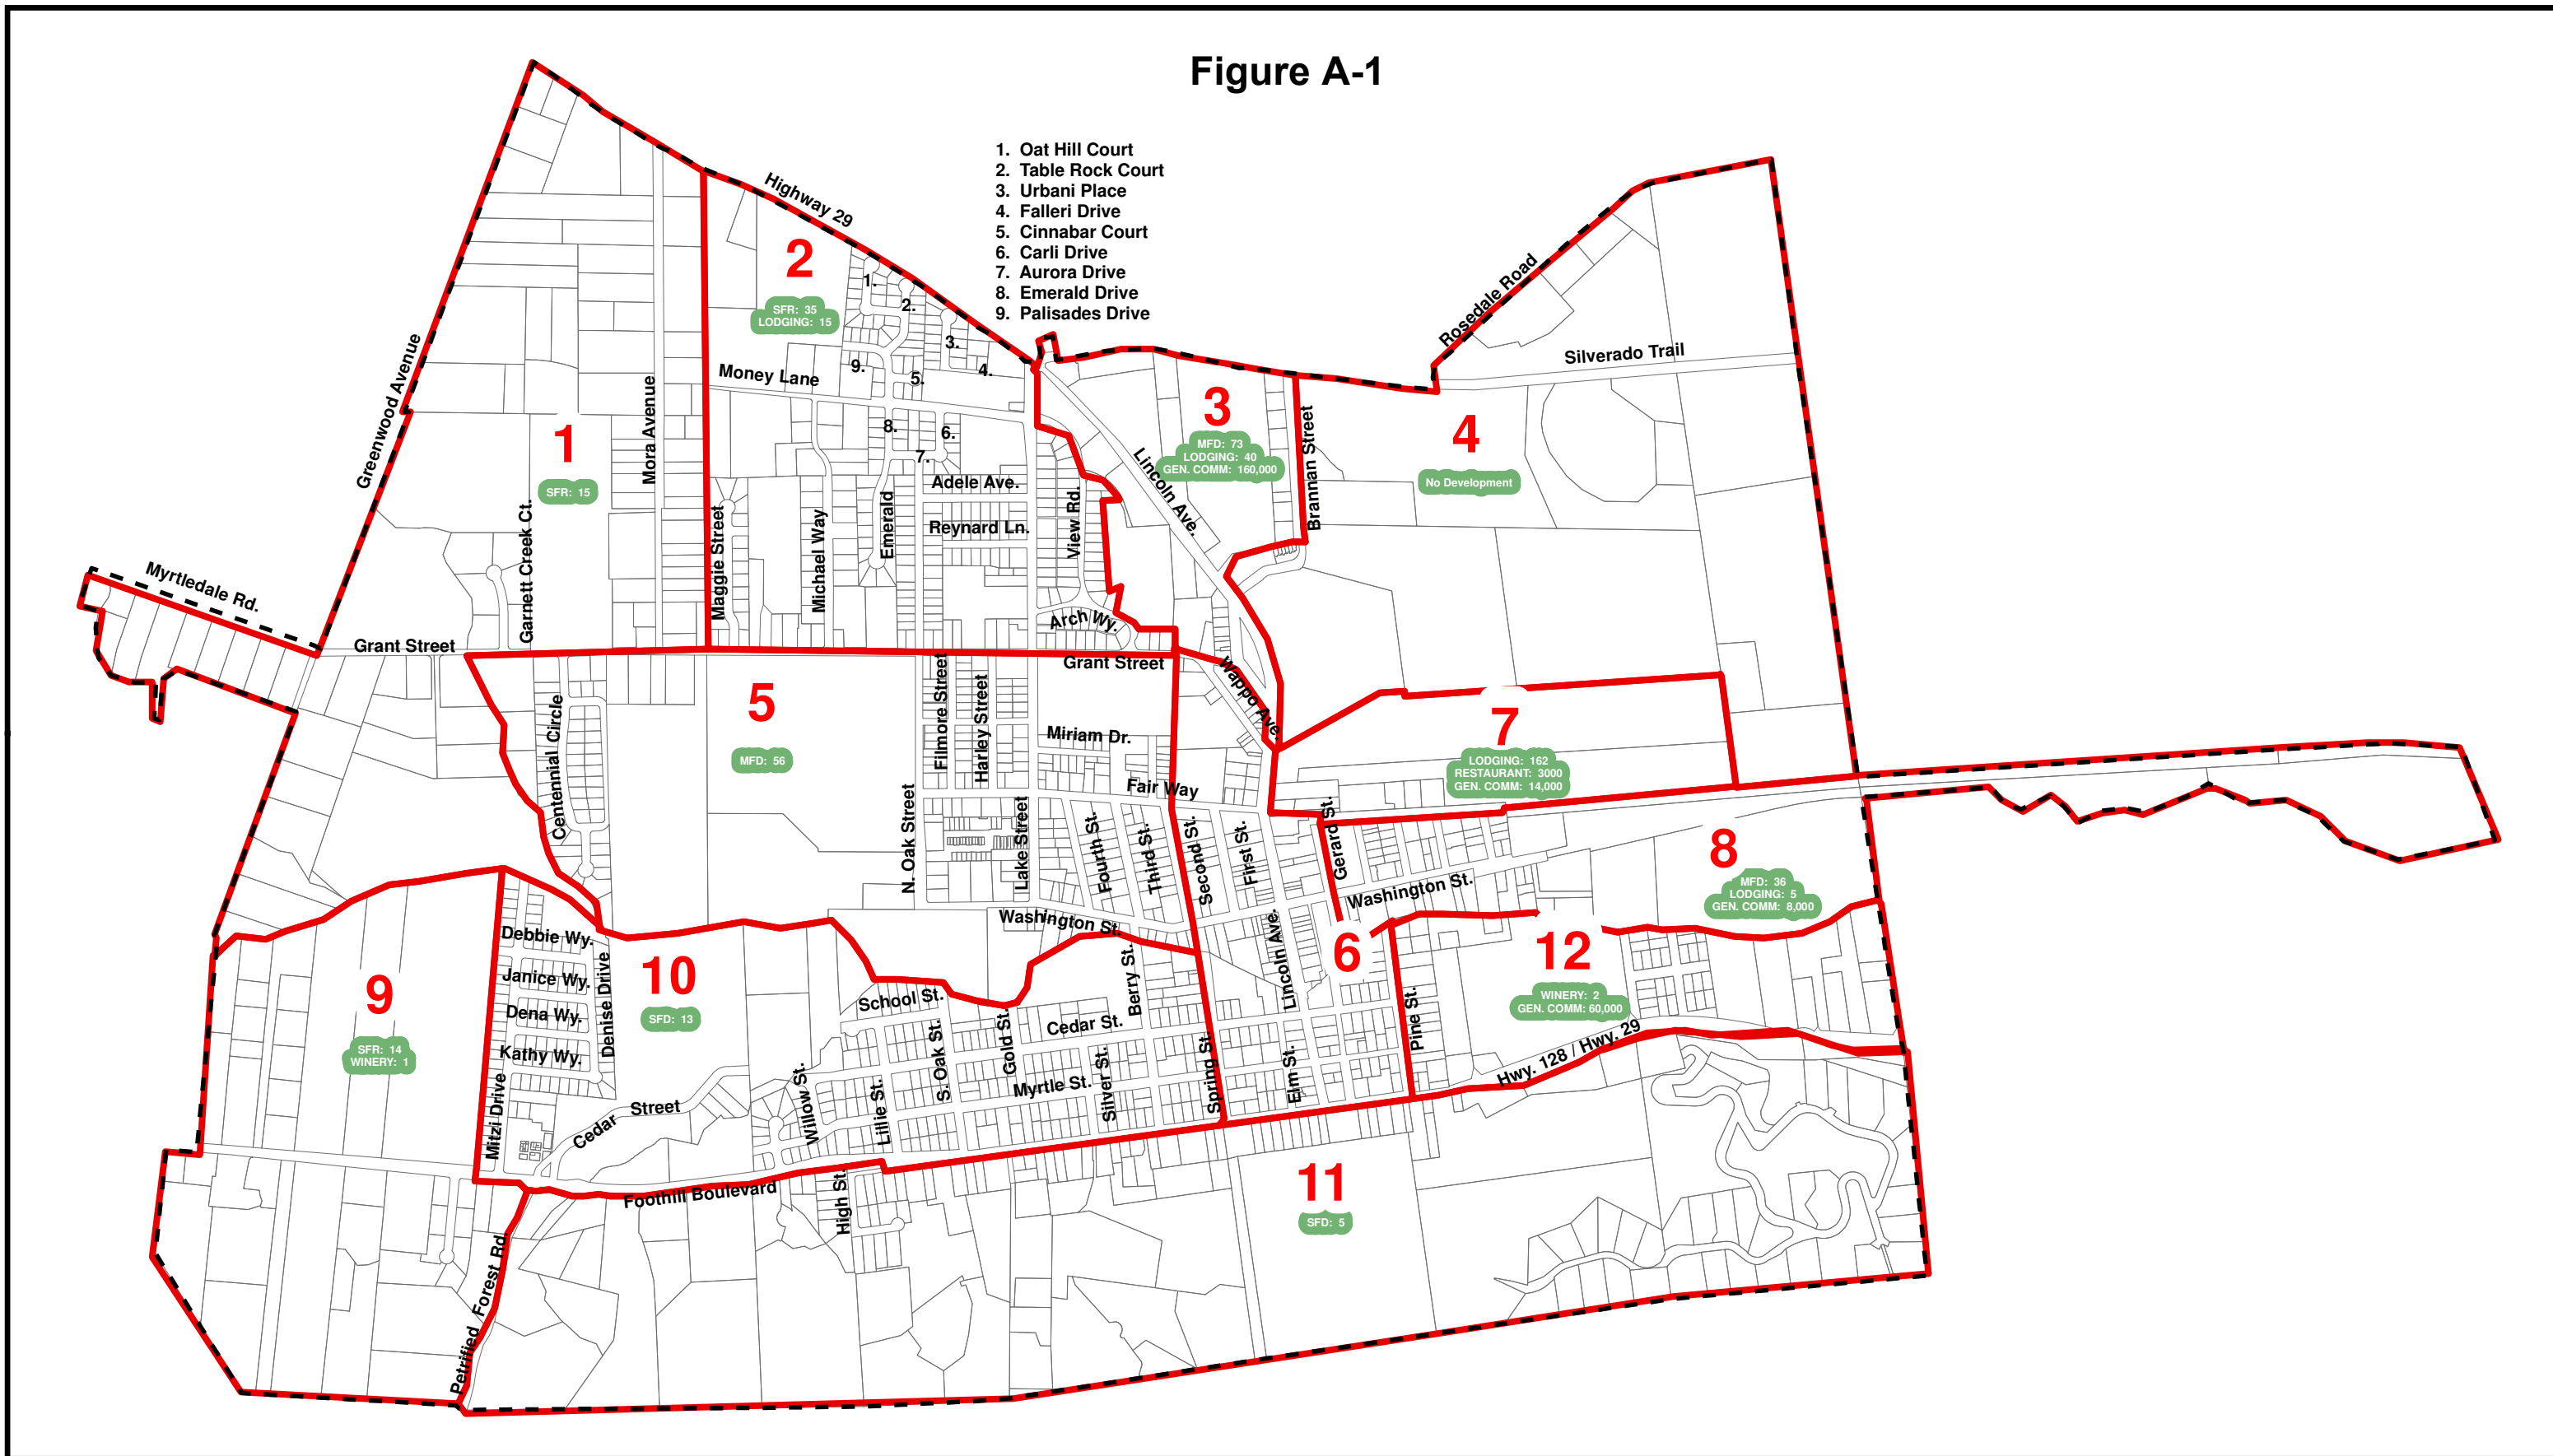 Figure A-1
1. Oat Hill Court
2. Table Rock Court
3. Urbani Place
4. Falleri Drive
5. Cinnabar Court
6. Carli Drive
7. Aurora Drive
8. Emerald Drive
9. Palisades Drive
Highway 29
2
SFR: 35
LODGING: 15
1.
2.
3.
4.
9.
5.
8.
6.
7.
Money Lane
Rosedale Road
Silverado Trail
Greenwood Avenue
1
SFR: 15
Mora Avenue
3
MFD: 73
LODGING: 40
GEN. COMM: 160,000
Lincoln Ave.
Brannan Street
4
No Development
Adele Ave.
Reynard Ln.
View Rd.
Emerald
Michael Way
Maggie Street
Garnett Creek Ct.
Arch Wy.
Myrtledale Rd.
Grant Street
Grant Street
Wappo Ave.
5
MFD: 56
Centennial Circle
Filmore Street
Harley Street
Miriam Dr.
Fair Way
N. Oak Street
Lake Street
Fourth St.
Third St.
Second St.
First St.
Gerard St.
7
LODGING: 162
RESTAURANT: 3000
GEN. COMM: 14,000
8
MFD: 36
LODGING: 5
GEN. COMM: 8,000
Washington St.
Washington St.
Debbie Wy.
Janice Wy.
Dena Wy.
Kathy Wy.
Denise Drive
Mitzi Drive
9
SFR: 14
WINERY: 1
10
SFD: 13
School St.
Berry St.
Cedar St.
Gold St.
S. Oak St.
Myrtle St.
Silver St.
Lillie St.
Willow St.
Cedar
Street
Spring St.
Lincoln Ave.
Elm St.
6
Pine St.
12
WINERY: 2
GEN. COMM: 60,000
Hwy. 128 / Hwy. 29
Foothill Boulevard
High St.
Petrified Forest Rd.
11
SFD: 5